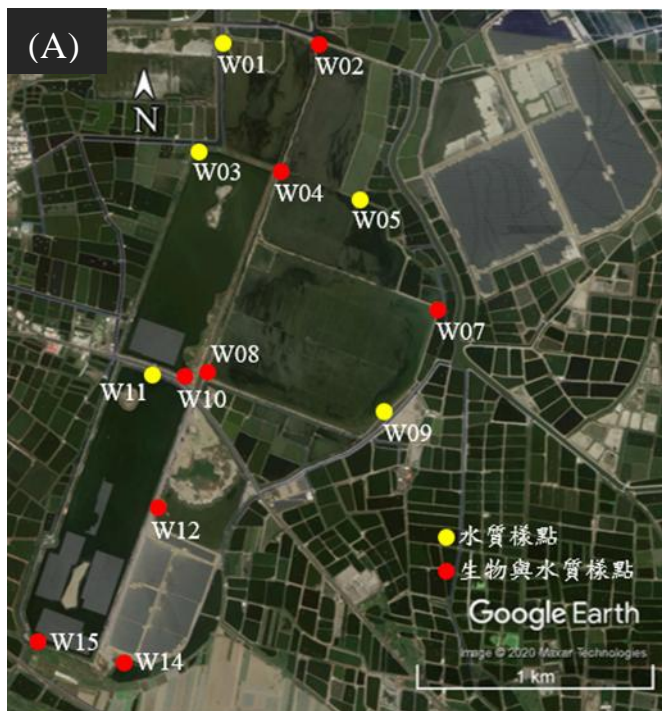 (A)
W01
W02
N
W03
W04
W05
W07
W08
W11
W10
W09
W12
水質樣點
生物與水質樣點
Google Earth
Image © 2020 Maxar Technologies
W15
W14
1 km